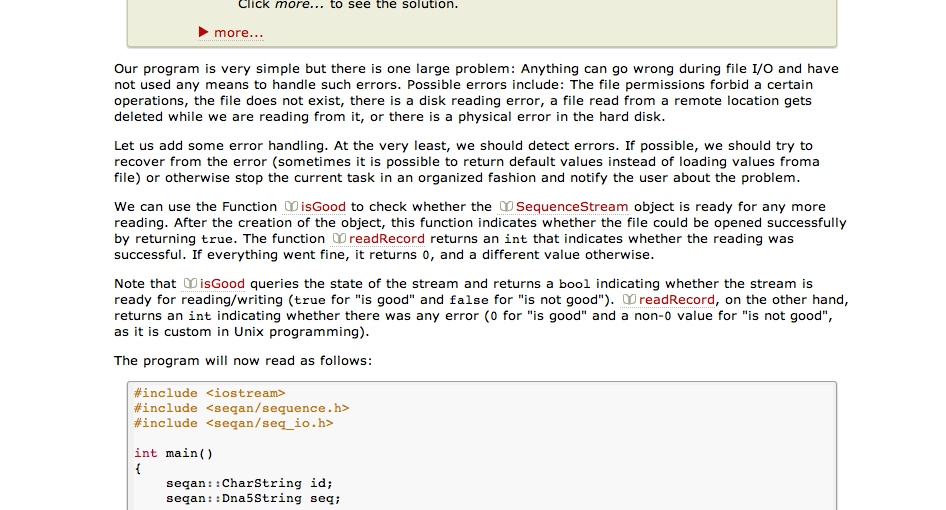 Click more... to see the solution.
▶ more...
Our program is very simple but there is one large problem: Anything can go wrong during file I/O and have
not used any means to handle such errors. Possible errors include: The file permissions forbid a certain
operations, the file does not exist, there is a disk reading error, a file read from a remote location gets
deleted while we are reading from it, or there is a physical error in the hard disk.
Let us add some error handling. At the very least, we should detect errors. If possible, we should try to
recover from the error (sometimes it is possible to return default values instead of loading values froma
file) or otherwise stop the current task in an organized fashion and notify the user about the problem.
We can use the Function isGood to check whether the SequenceStream object is ready for any more
reading. After the creation of the object, this function indicates whether the file could be opened successfully
by returning true. The function readRecord returns an int that indicates whether the reading was
successful. If everything went fine, it returns 0, and a different value otherwise.
Note that isGood queries the state of the stream and returns a bool indicating whether the stream is
ready for reading/writing (true for "is good" and false for "is not good"). readRecord, on the other hand,
returns an int indicating whether there was any error (0 for "is good" and a non-0 value for "is not good",
as it is custom in Unix programming).
The program will now read as follows:
#include <iostream>
#include <seqan/sequence.h>
#include <seqan/seq_io.h>
int main()
{
seqan::CharString id;
seqan::Dna5String seq;